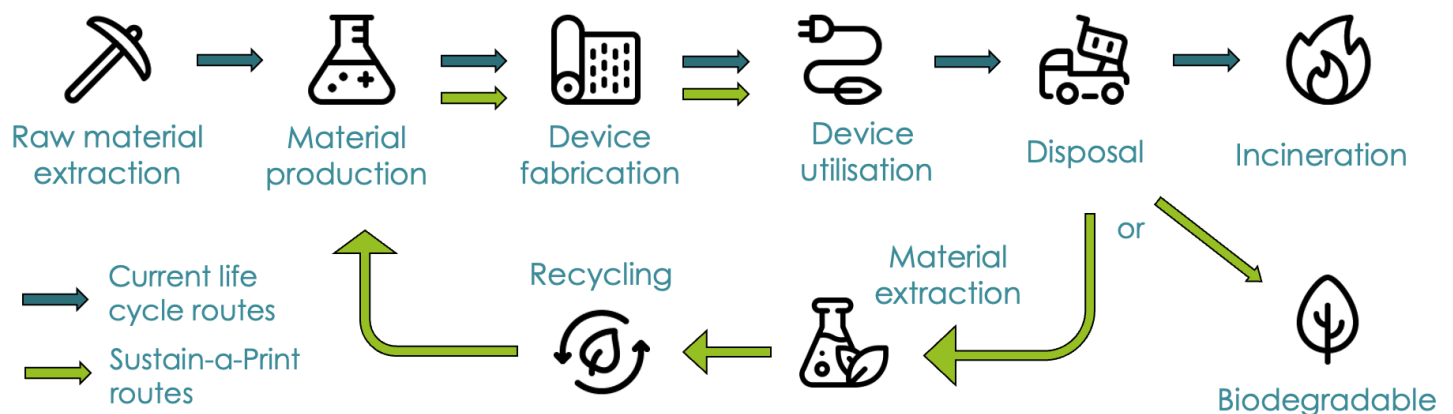 Raw material
extraction
Material
production
Device
fabrication
Device
utilisation
Disposal
Incineration
or
Material
extraction
Recycling
Current life
cycle routes
Sustain-a-Print
routes
Biodegradable